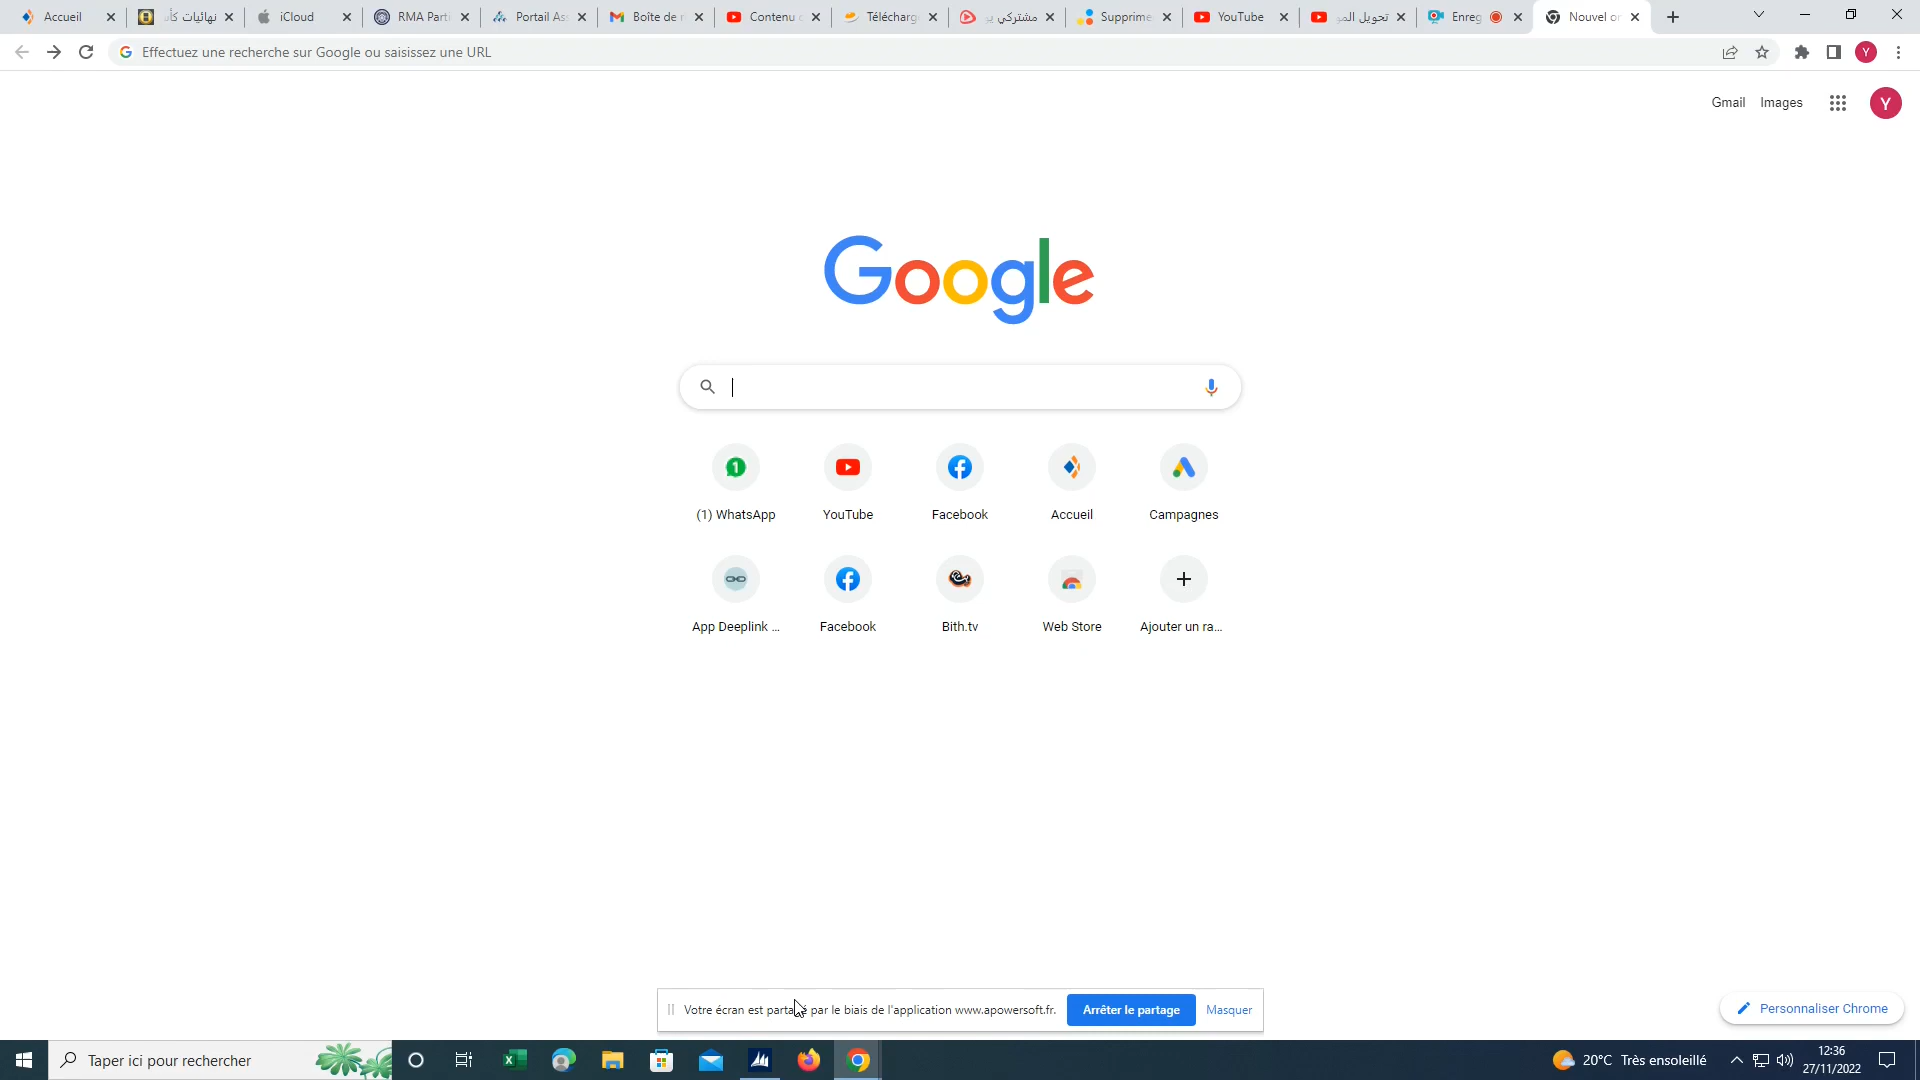 Accueil
نهائيات كأ
iCloud
RMA Parti
Portail As
Boîte de r
Contenu
Télécharg
مشتركي يو
Supprime
YouTube
تحويل المو
Enreg
Nouvel on
Effectuez une recherche sur Google ou saisissez une URL
Y
Gmail Images
Y
Google
1
(1) WhatsApp
YouTube
Facebook
Accueil
Campagnes
App Deeplink ...
Facebook
Bith.tv
Web Store
Ajouter un ra...
Votre écran est partagé par le biais de l'application www.apowersoft.fr.
Arrêter le partage
Masquer
Personnaliser Chrome
Taper ici pour rechercher
20°C Très ensoleillé
12:36
27/11/2022